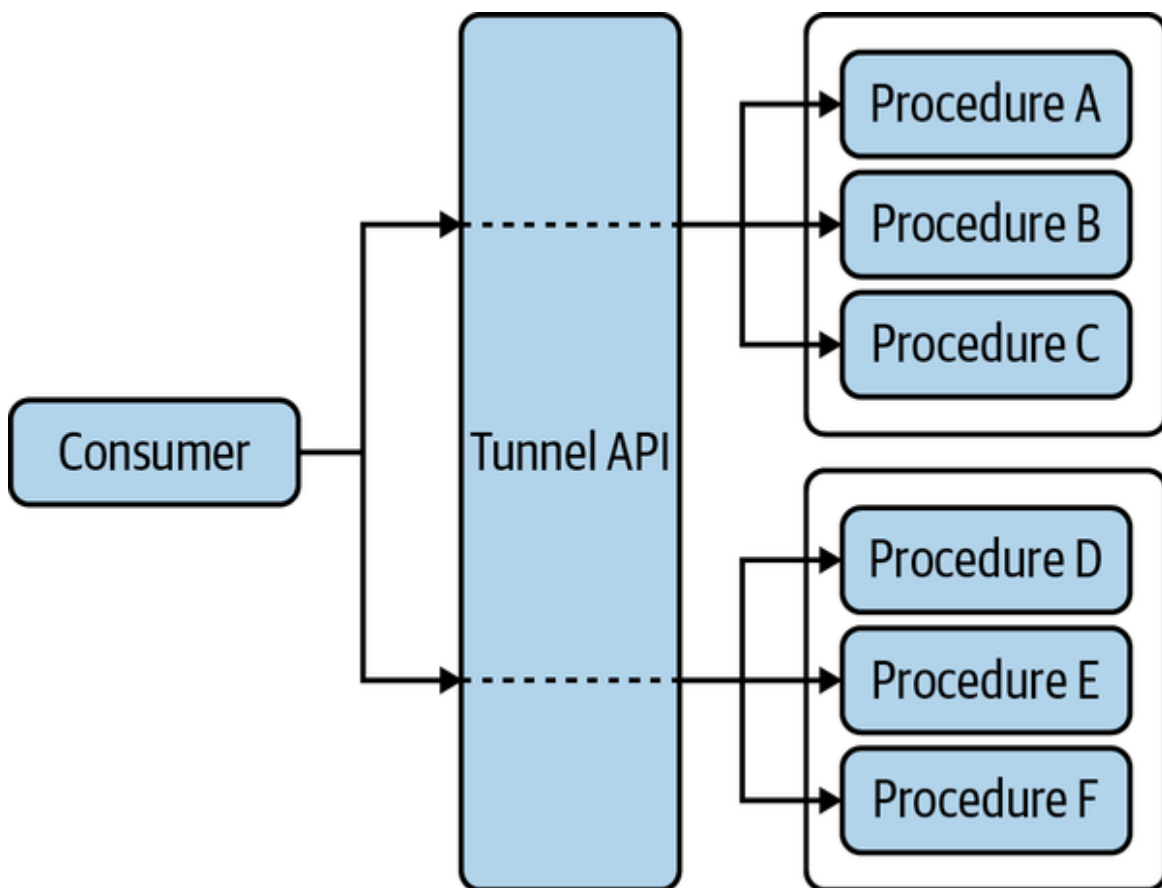 Procedure A
Procedure B
Procedure C
Consumer
Tunnel API
Procedure D
Procedure E
Procedure F